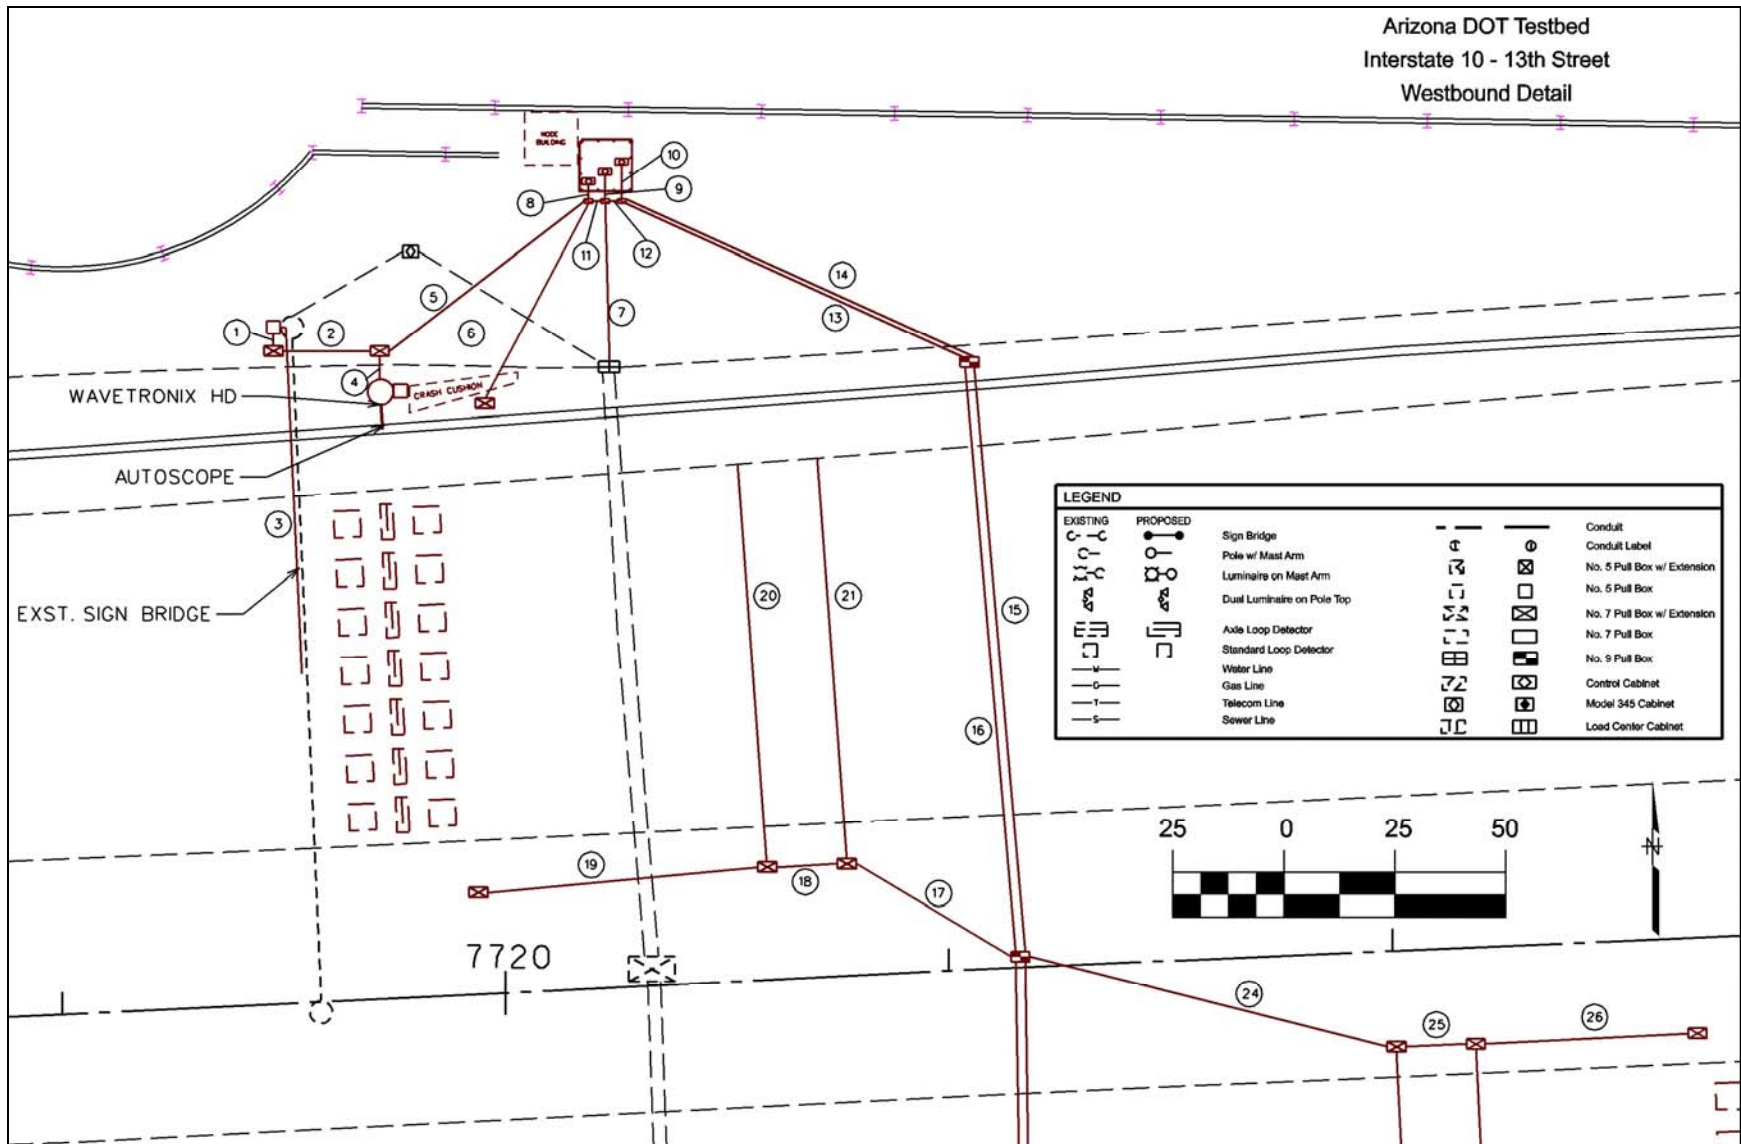 Arizona DOT Testbed
Interstate 10 - 13th Street
Westbound Detail
NODE
BUILDING
10
9
8
11
12
14
5
13
1
2
6
7
4
CRASH CUSHION
WAVETRONIX HD
AUTOSCOPE
3
EXST. SIGN BRIDGE
20
21
15
16
LEGEND
EXISTING PROPOSED
Sign Bridge
Pole w/ Mast Arm
Luminaire on Mast Arm
Dual Luminaire on Pole Top
Axle Loop Detector
Standard Loop Detector
W Water Line
G Gas Line
T Telecom Line
S Sewer Line
Conduit
Conduit Label
No. 5 Pull Box w/ Extension
No. 5 Pull Box
No. 7 Pull Box w/ Extension
No. 7 Pull Box
No. 9 Pull Box
Control Cabinet
Model 345 Cabinet
Load Center Cabinet
25 0 25 50
N
19
18
17
7720
24
25
26